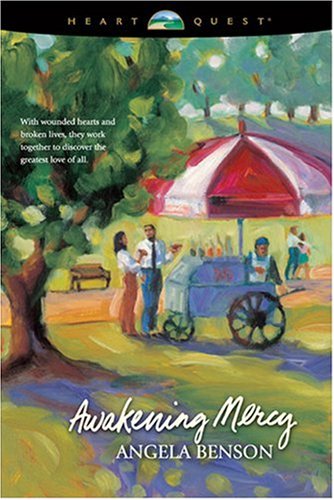 HEART QUEST®
With wounded hearts and
broken lives, they work
together to discover the
greatest love of all.
Awakening Mercy
ANGELA BENSON